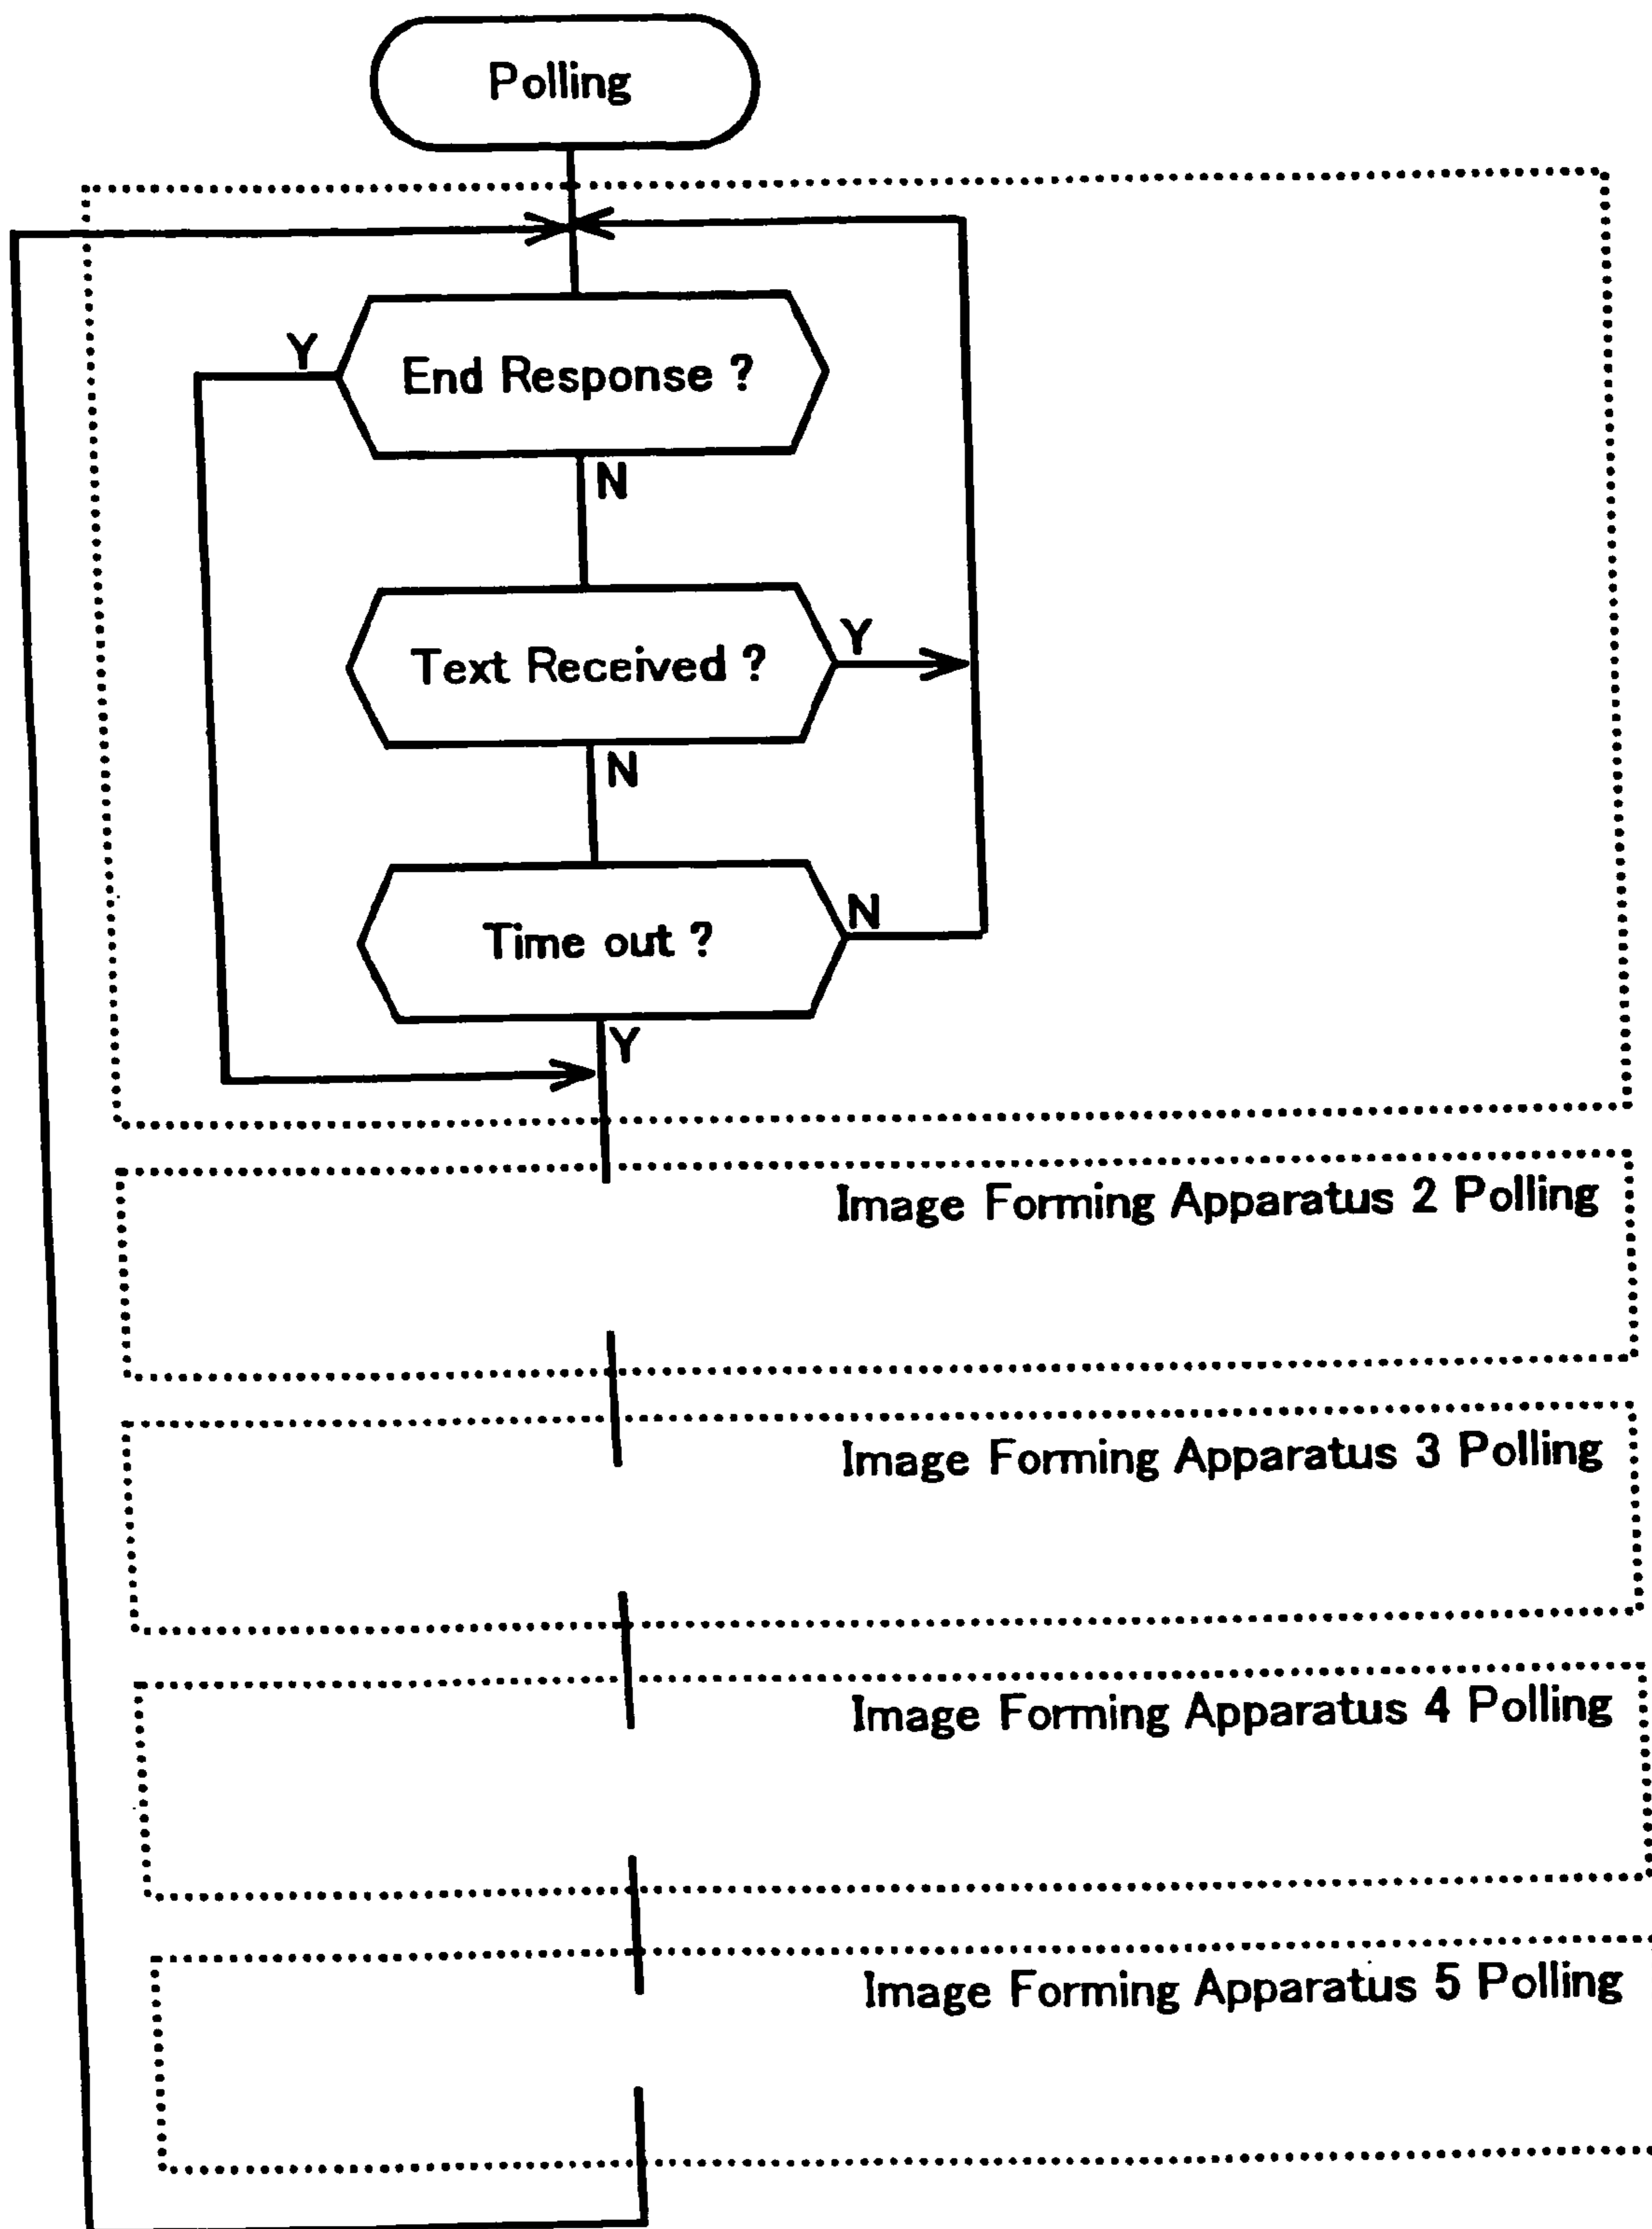 Polling
Y
End Response ?
N
Text Received ?
Y
N
Time out ?
N
Y
Image Forming Apparatus 2 Polling
Image Forming Apparatus 3 Polling
Image Forming Apparatus 4 Polling
Image Forming Apparatus 5 Polling